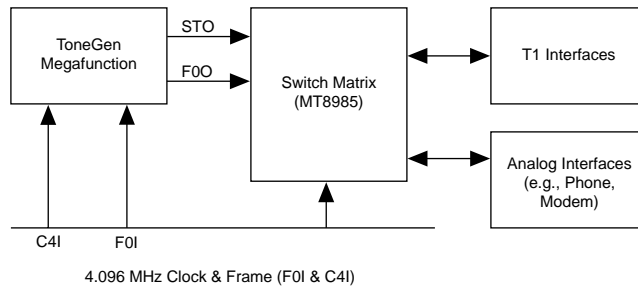 ToneGen
Megafunction
STO
F0O
Switch Matrix
(MT8985)
T1 Interfaces
Analog Interfaces
(e.g., Phone,
Modem)
C4I
F0I
4.096 MHz Clock & Frame (F0I & C4I)